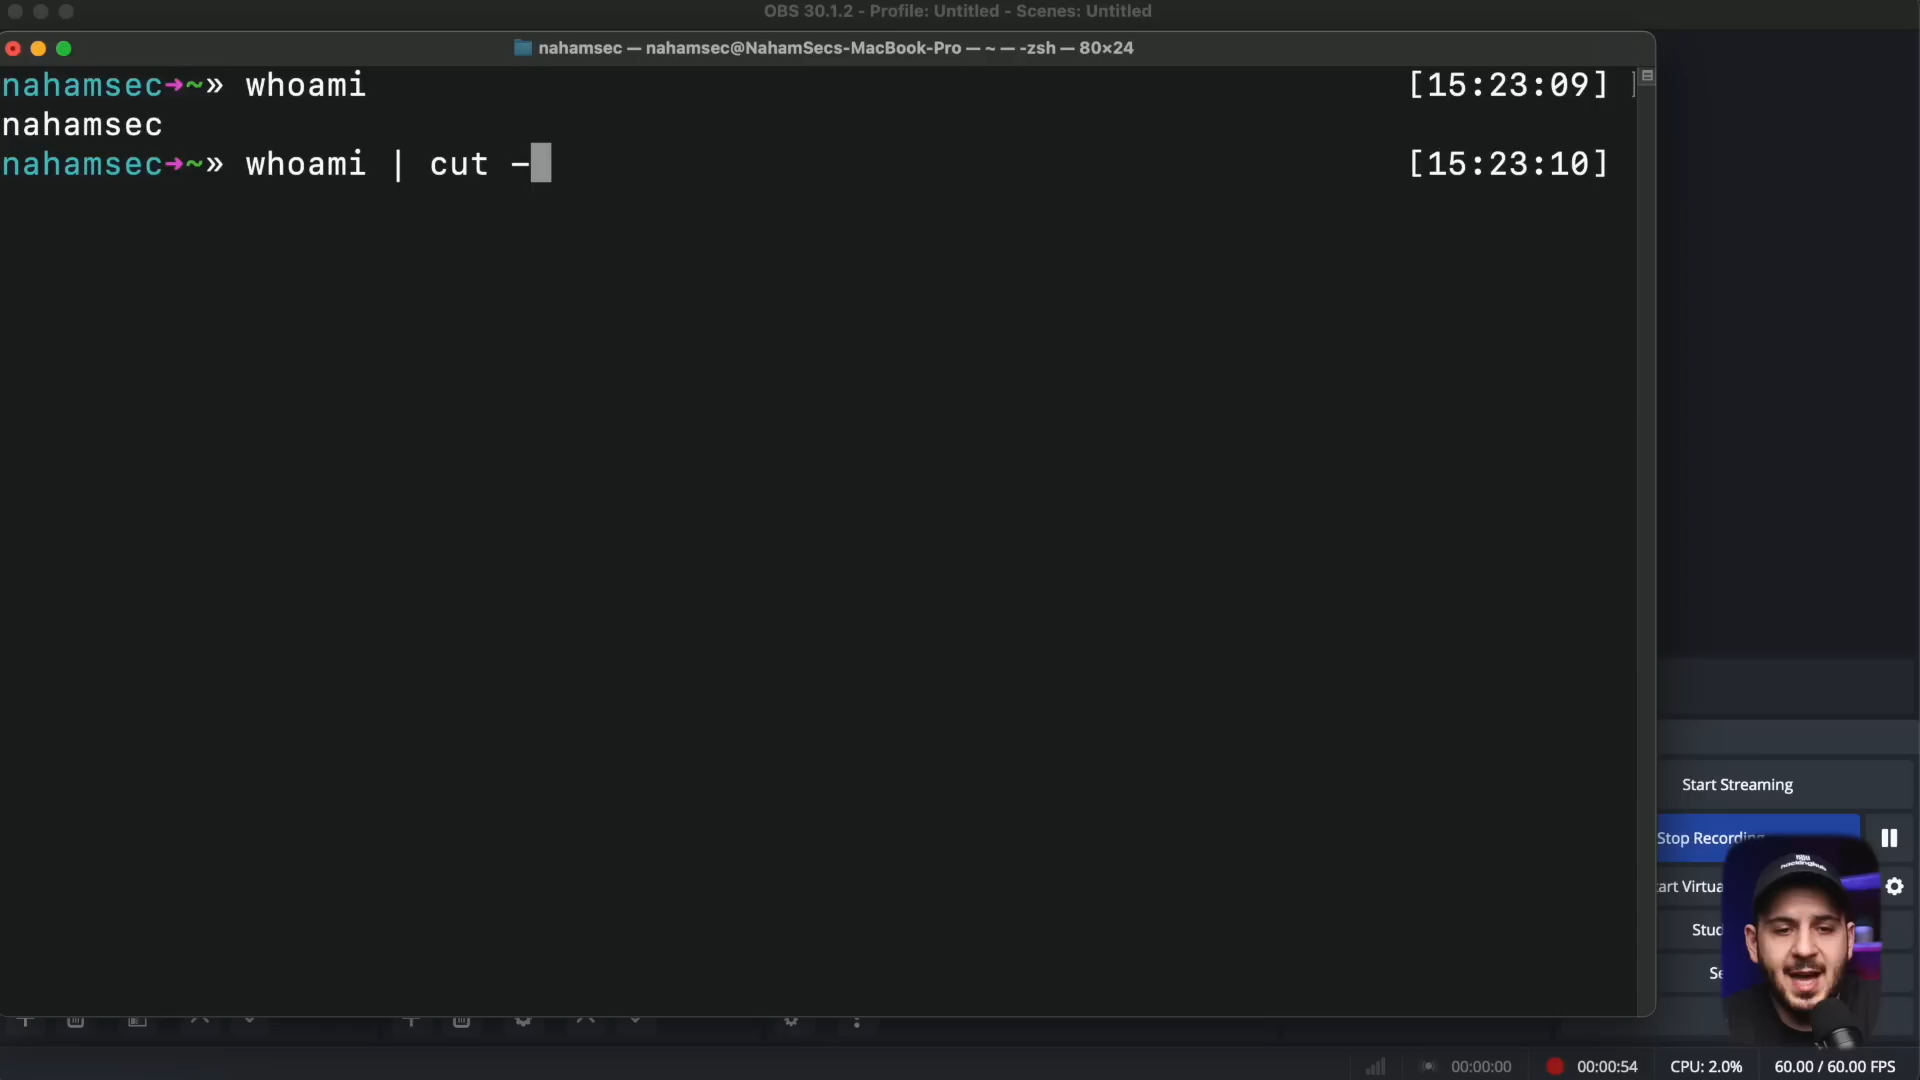 OBS 30.1.2 - Profile: Untitled - Scenes: Untitled
nahamsec — nahamsec@NahamSecs-MacBook-Pro — ~ — -zsh — 80×24
nahamsec➜~» whoami [15:23:09] ]
nahamsec
nahamsec➜~» whoami | cut - [15:23:10]
Start Streaming
Stop Recording
art Virtua
Stud
Se
hackinghub
00:00:00 00:00:54 CPU: 2.0% 60.00 / 60.00 FPS